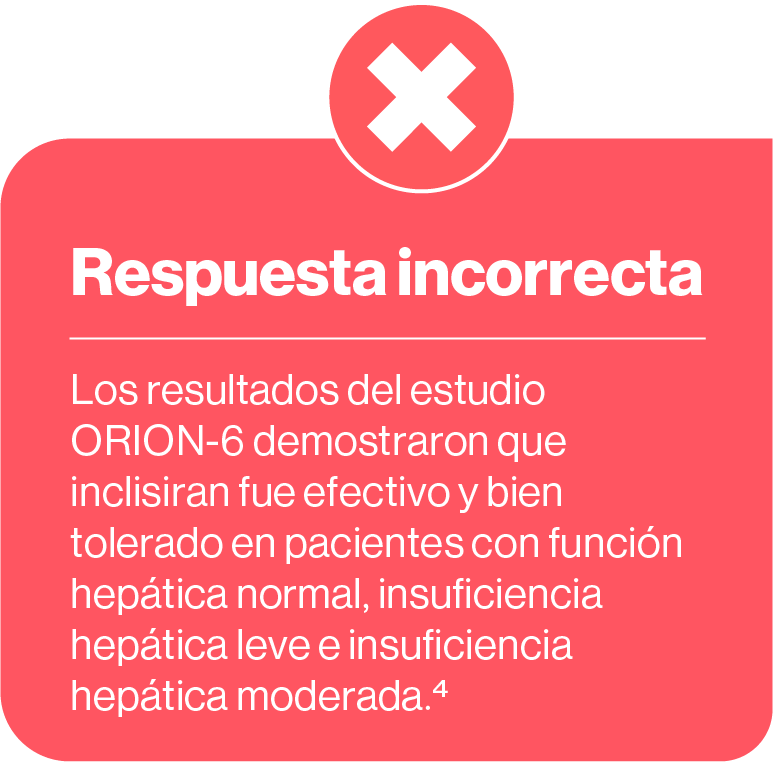 Respuesta incorrecta
Los resultados del estudio
ORION-6 demostraron que
inclisiran fue efectivo y bien
tolerado en pacientes con función
hepática normal, insuficiencia
hepática leve e insuficiencia
hepática moderada.⁴